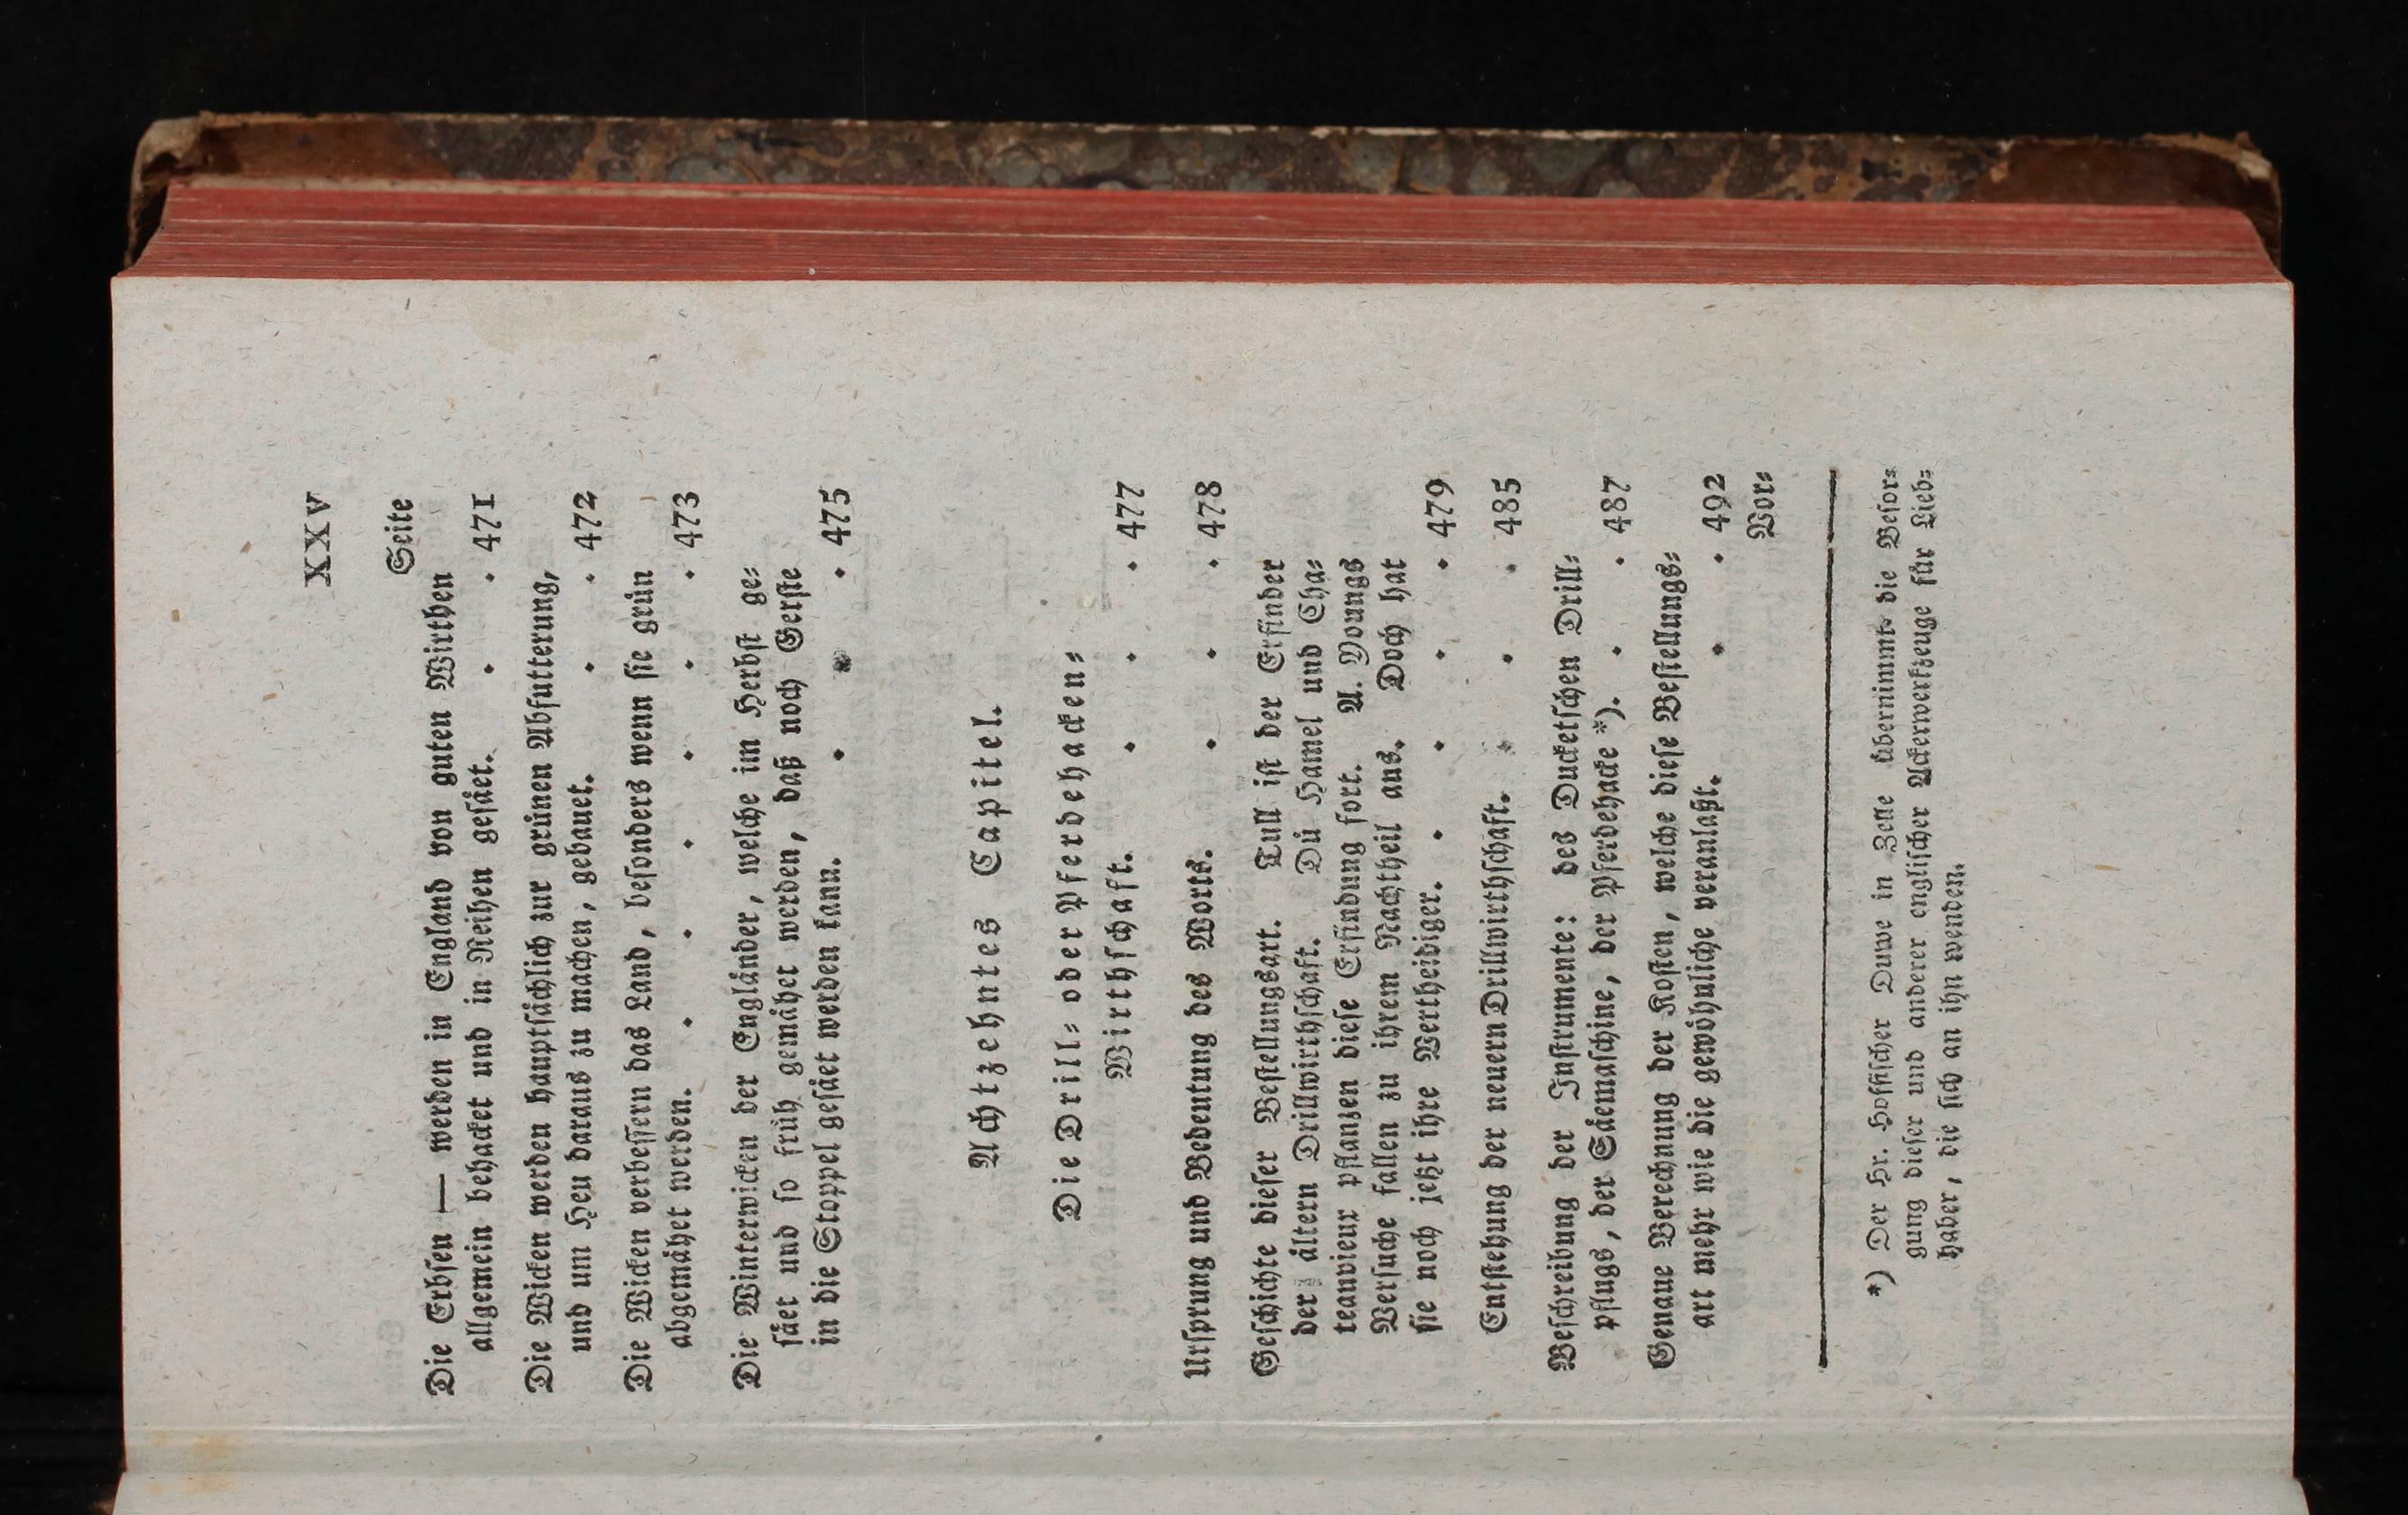 XXV
Seite
Die Erbsen — werden in England von guten Wirthen
allgemein behacket und in Reihen gesäet. . . 471
Die Wicken werden hauptsächlich zur grünen Abfutterung,
und um Heu daraus zu machen, gebauet. . . 472
Die Wicken verbessern das Land, besonders wenn sie grün
abgemähet werden. . . . . . . 473
Die Winterwicken der Engländer, welche im Herbst ge⸗
säet und so früh gemähet werden, daß noch Gerste
in die Stoppel gesäet werden kann. . . . 475
Achtzehntes Capitel.
Die Drill⸗ oder Pferdehacken⸗
Wirthschaft. . . . 477
Ursprung und Bedeutung des Worts. . . . 478
Geschichte dieser Bestellungsart. Tull ist der Erfinder
der ältern Drillwirthschaft. Dü Hamel und Cha⸗
teauvieux pflanzen diese Erfindung fort. A. Youngs
Versuche fallen zu ihrem Nachtheil aus. Doch hat
sie noch jetzt ihre Vertheidiger. . . . . 479
Entstehung der neuern Drillwirthschaft. . . . 485
Beschreibung der Instrumente: des Ducketschen Drill⸗
pflugs, der Säemaschine, der Pferdehacke *). . . 487
Genaue Berechnung der Kosten, welche diese Bestellungs⸗
art mehr wie die gewöhnliche veranlaßt. . . 492
Vor⸗
*) Der Hr. Hoffischer Duwe in Zelle übernimmt die Besor⸗
gung dieser und anderer englischer Ackerwerkzeuge für Lieb⸗
haber, die sich an ihn wenden.